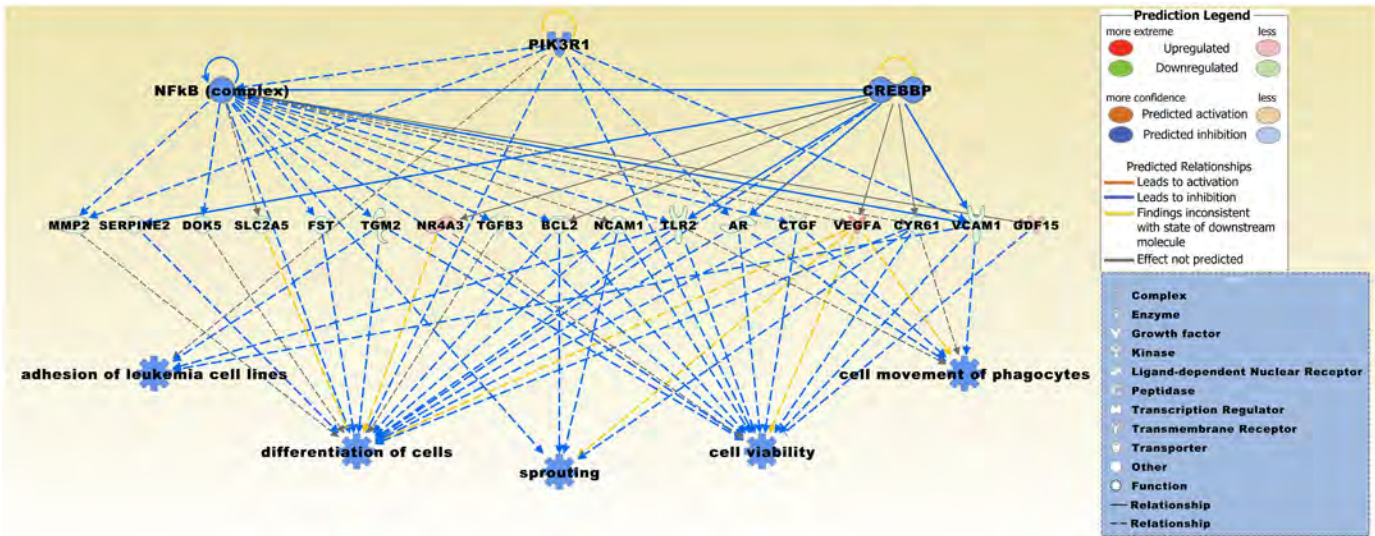 PIK3R1
NFkB (complex)
CREBBP
MMP2 SERPINE2 DOK5 SLC2A5 FST TGM2 NR4A3 TGFB3 BCL2 NCAM1 TLR2 AR CTGF VEGFA CYR61 VCAM1 GDF15
adhesion of leukemia cell lines
cell movement of phagocytes
differentiation of cells
cell viability
sprouting
Prediction Legend
more extreme less
Upregulated
Downregulated
more confidence less
Predicted activation
Predicted inhibition
Predicted Relationships
Leads to activation
Leads to inhibition
Findings inconsistent
with state of downstream
molecule
Effect not predicted
Complex
Enzyme
Growth factor
Kinase
Ligand-dependent Nuclear Receptor
Peptidase
Transcription Regulator
Transmembrane Receptor
Transporter
Other
Function
Relationship
Relationship